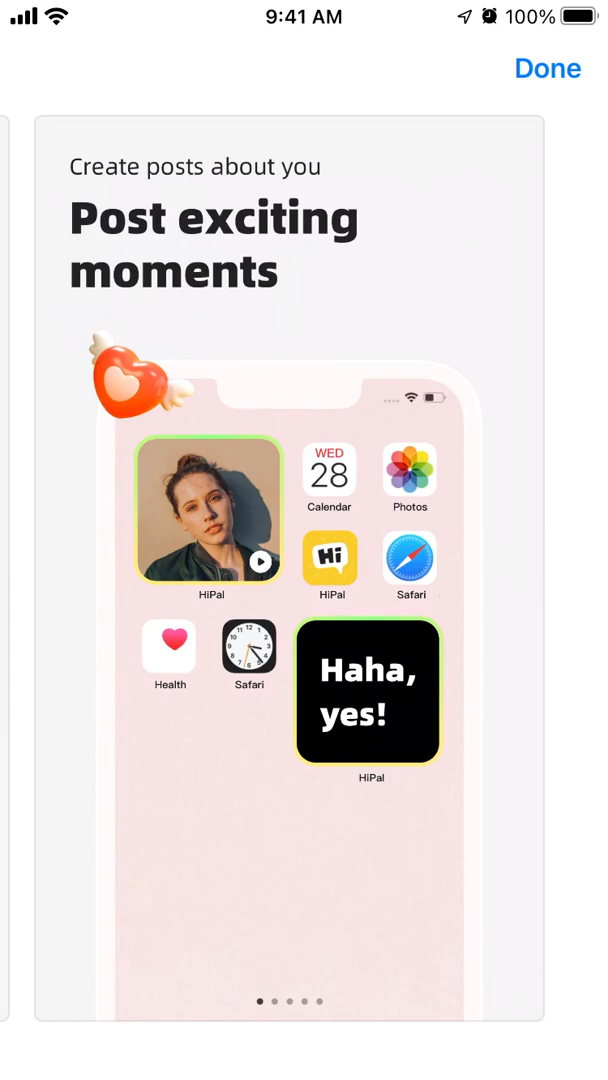 9:41 AM
100%
Done
Create posts about you
Post exciting
moments
WED
28
Calendar
Photos
Hi
HiPal
HiPal
Safari
Health
Safari
Haha,
yes!
HiPal